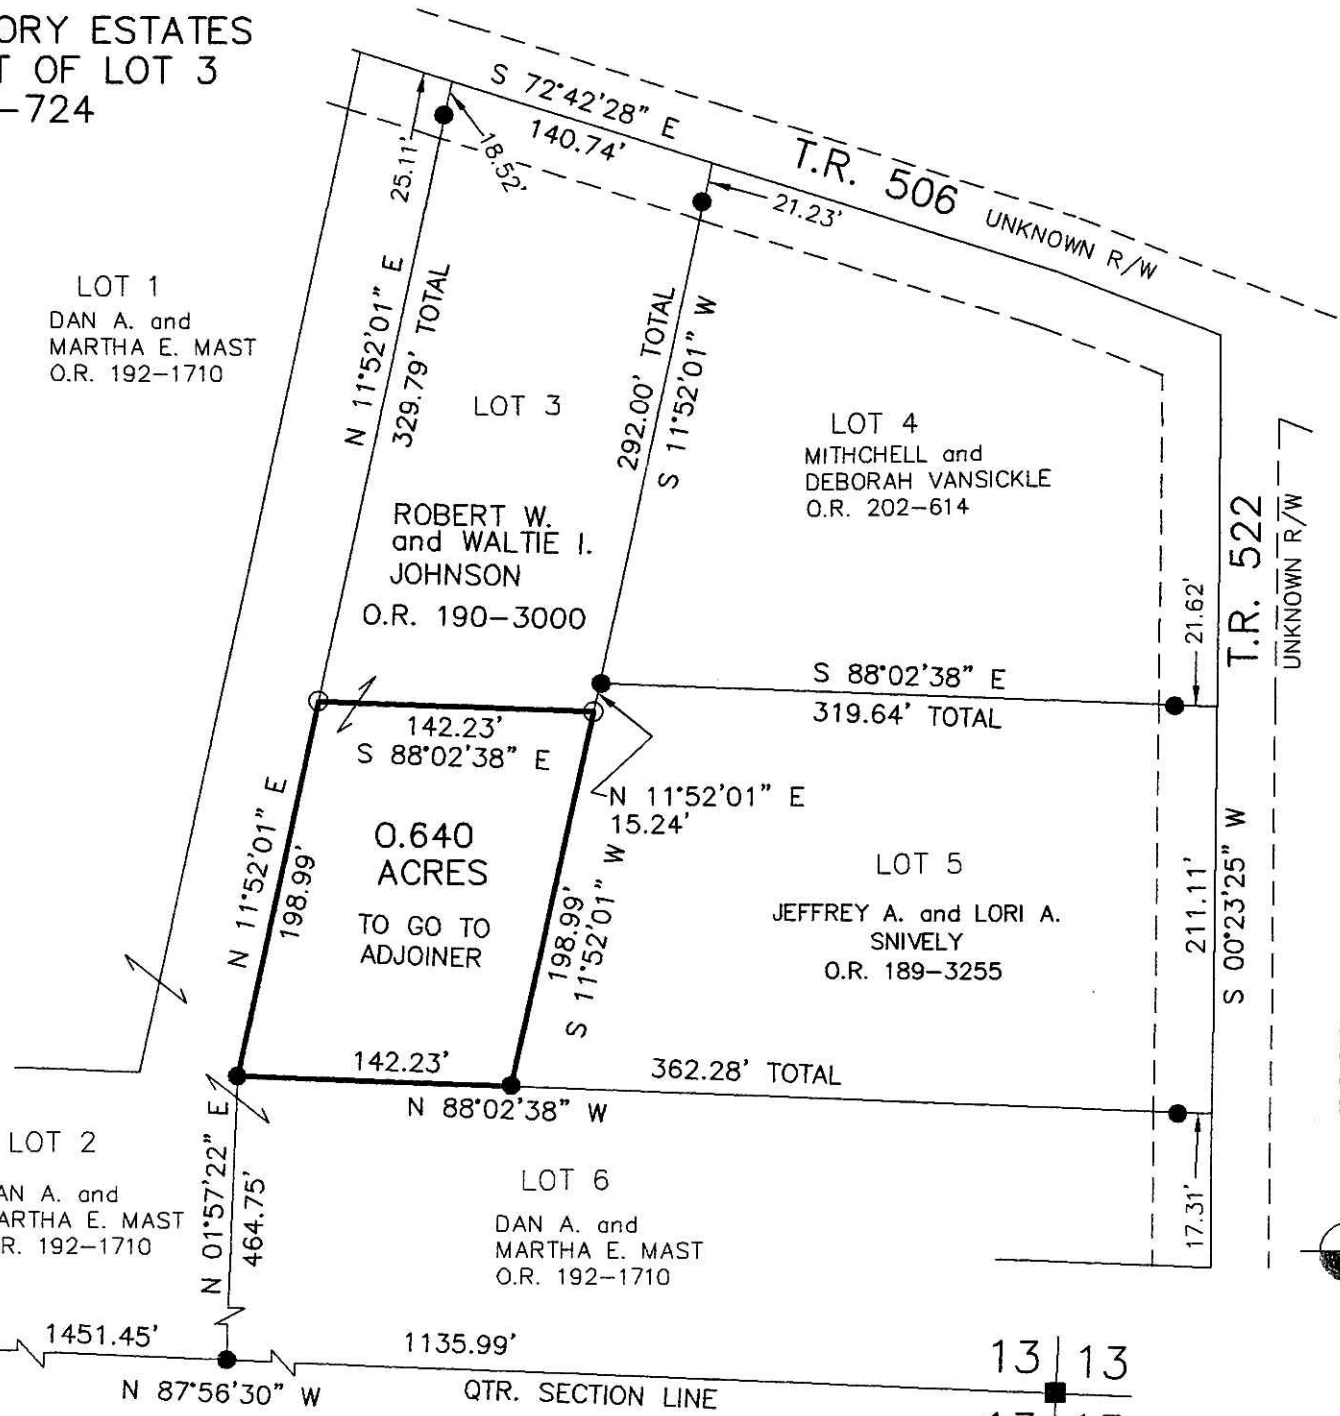 ORY ESTATES
T OF LOT 3
-724
S 72°42'28" E
140.74'
T.R. 506 UNKNOWN R/W
25.11'
18.52'
21.23'
LOT 1
DAN A. and
MARTHA E. MAST
O.R. 192-1710
N 11°52'01" E
329.79' TOTAL
292.00' TOTAL
S 11°52'01" W
LOT 3
ROBERT W.
and WALTIE I.
JOHNSON
O.R. 190-3000
LOT 4
MITHCHELL and
DEBORAH VANSICKLE
O.R. 202-614
T.R. 522
UNKNOWN R/W
21.62'
S 88°02'38" E
319.64' TOTAL
142.23'
S 88°02'38" E
N 11°52'01" E
15.24'
N 11°52'01" E
198.99'
0.640
ACRES
TO GO TO
ADJOINER
198.99'
S 11°52'01" W
LOT 5
JEFFREY A. and LORI A.
SNIVELY
O.R. 189-3255
211.11'
S 00°23'25" W
142.23'
362.28' TOTAL
N 88°02'38" W
LOT 2
AN A. and
ARTHA E. MAST
R. 192-1710
N 01°57'22" E
464.75'
LOT 6
DAN A. and
MARTHA E. MAST
O.R. 192-1710
17.31'
1451.45'
1135.99'
N 87°56'30" W
QTR. SECTION LINE
13 13